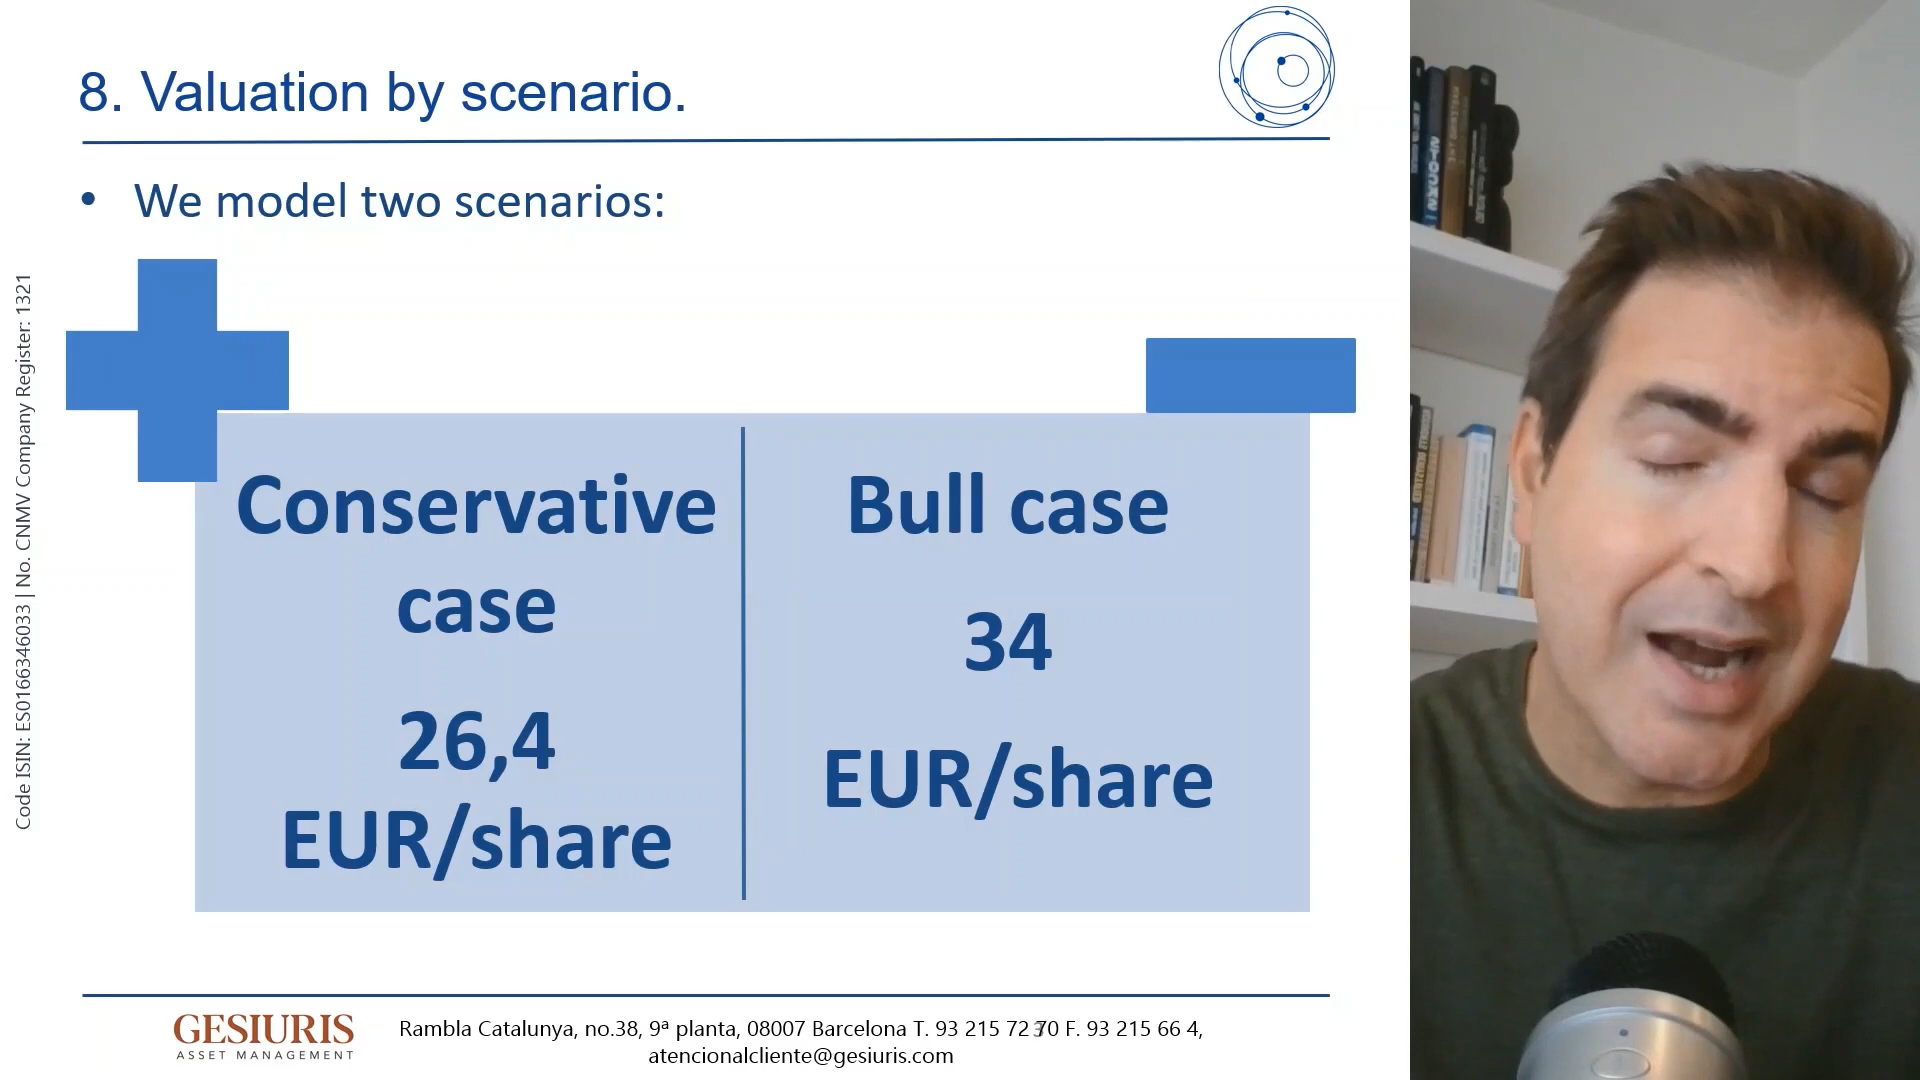 8. Valuation by scenario.
• We model two scenarios:
Code ISIN: ES0166346033 | No. CNMV Company Register: 1321
Conservative
case
26,4
EUR/share
Bull case
34
EUR/share
GESIURIS
ASSET MANAGEMENT
Rambla Catalunya, no.38, 9ª planta, 08007 Barcelona T. 93 215 72 70 F. 93 215 66 4,
atencionalcliente@gesiuris.com